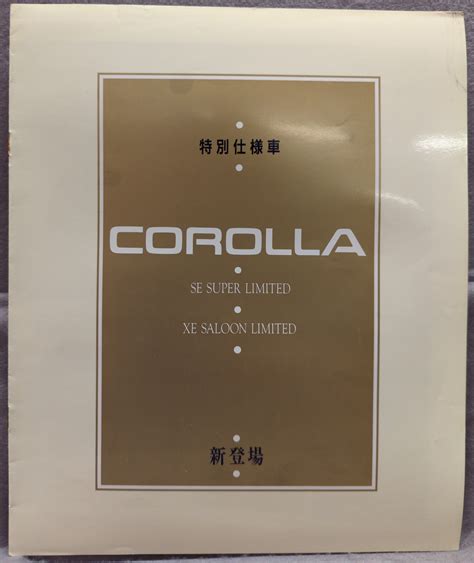 特別仕様車
COROLLA
SE SUPER LIMITED
XE SALOON LIMITED
新登場